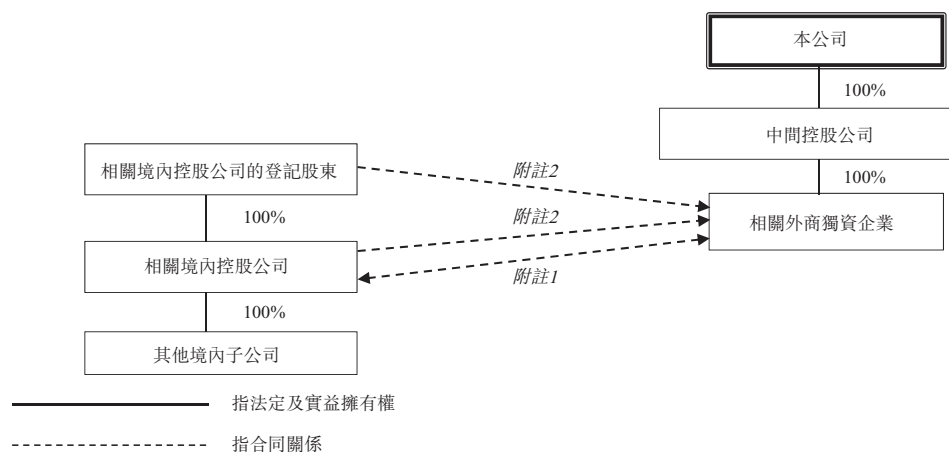 本公司
100%
中間控股公司
相關境內控股公司的登記股東
附註2
100%
100%
附註2
相關外商獨資企業
相關境內控股公司
附註1
100%
其他境內子公司
指法定及實益擁有權
指合同關係